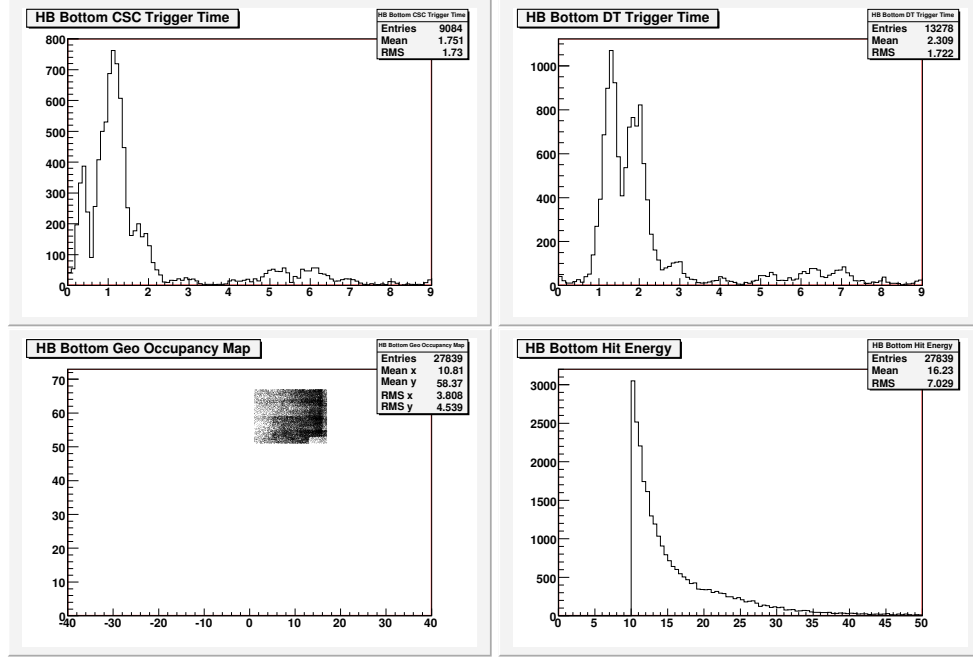 HB Bottom CSC Trigger Time
HB Bottom CSC Trigger Time
Entries 9084
Mean 1.751
RMS 1.73
800
700
600
500
400
300
200
100
0
0 1 2 3 4 5 6 7 8 9
HB Bottom DT Trigger Time
HB Bottom DT Trigger Time
Entries 13278
Mean 2.309
RMS 1.722
1000
800
600
400
200
0
0 1 2 3 4 5 6 7 8 9
HB Bottom Geo Occupancy Map
HB Bottom Geo Occupancy Map
Entries 27839
Mean x 10.81
Mean y 58.37
RMS x 3.808
RMS y 4.539
70
60
50
40
30
20
10
0
-40 -30 -20 -10 0 10 20 30 40
HB Bottom Hit Energy
HB Bottom Hit Energy
Entries 27839
Mean 16.23
RMS 7.029
3000
2500
2000
1500
1000
500
0
0 5 10 15 20 25 30 35 40 45 50